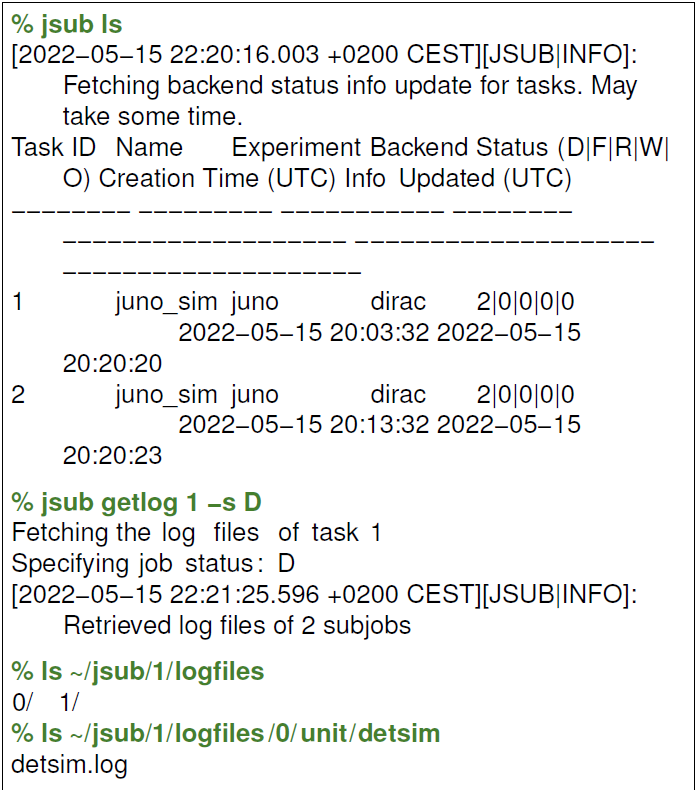 % jsub ls
[2022−05−15 22:20:16.003 +0200 CEST][JSUB|INFO]:
Fetching backend status info update for tasks. May
take some time.
Task ID Name Experiment Backend Status (D|F|R|W|
O) Creation Time (UTC) Info Updated (UTC)
−−−−−−−− −−−−−−−−− −−−−−−−−−−− −−−−−−−−
−−−−−−−−−−−−−−−−−−− −−−−−−−−−−−−−−−−−−−−
−−−−−−−−−−−−−−−−−−−−
1 juno_sim juno dirac 2|0|0|0|0
2022−05−15 20:03:32 2022−05−15
20:20:20
2 juno_sim juno dirac 2|0|0|0|0
2022−05−15 20:13:32 2022−05−15
20:20:23
% jsub getlog 1 −s D
Fetching the log files of task 1
Specifying job status: D
[2022−05−15 22:21:25.596 +0200 CEST][JSUB|INFO]:
Retrieved log files of 2 subjobs
% ls ~/jsub/1/logfiles
0/ 1/
% ls ~/jsub/1/logfiles/0/unit/detsim
detsim.log